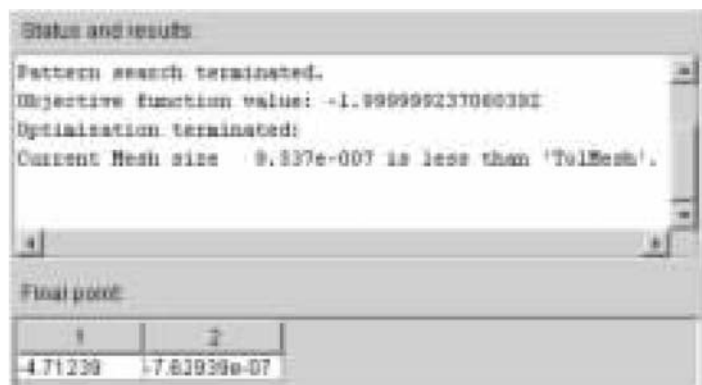 Status and results:
Pattern search terminated.
Objective function value: -1.999999237060392
Optimization terminated:
Current Mesh size 9.537e-007 is less than 'TolMesh'.
Final point:
1 2
-4.71239 -7.62939e-07